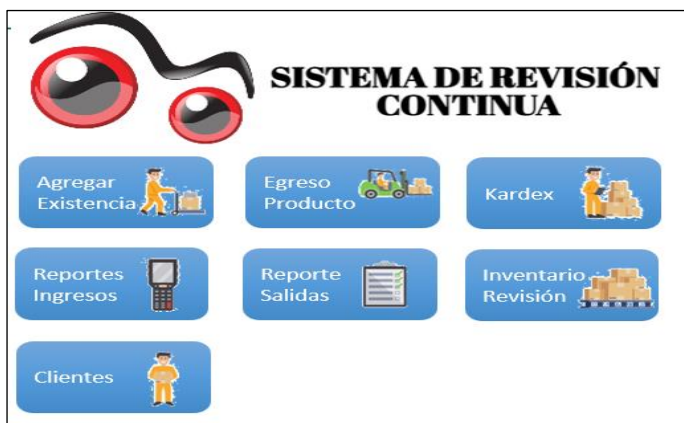 SISTEMA DE REVISIÓN
CONTINUA
Agregar
Existencia
Egreso
Producto
Kardex
Reportes
Ingresos
Reporte
Salidas
Inventario
Revisión
Clientes